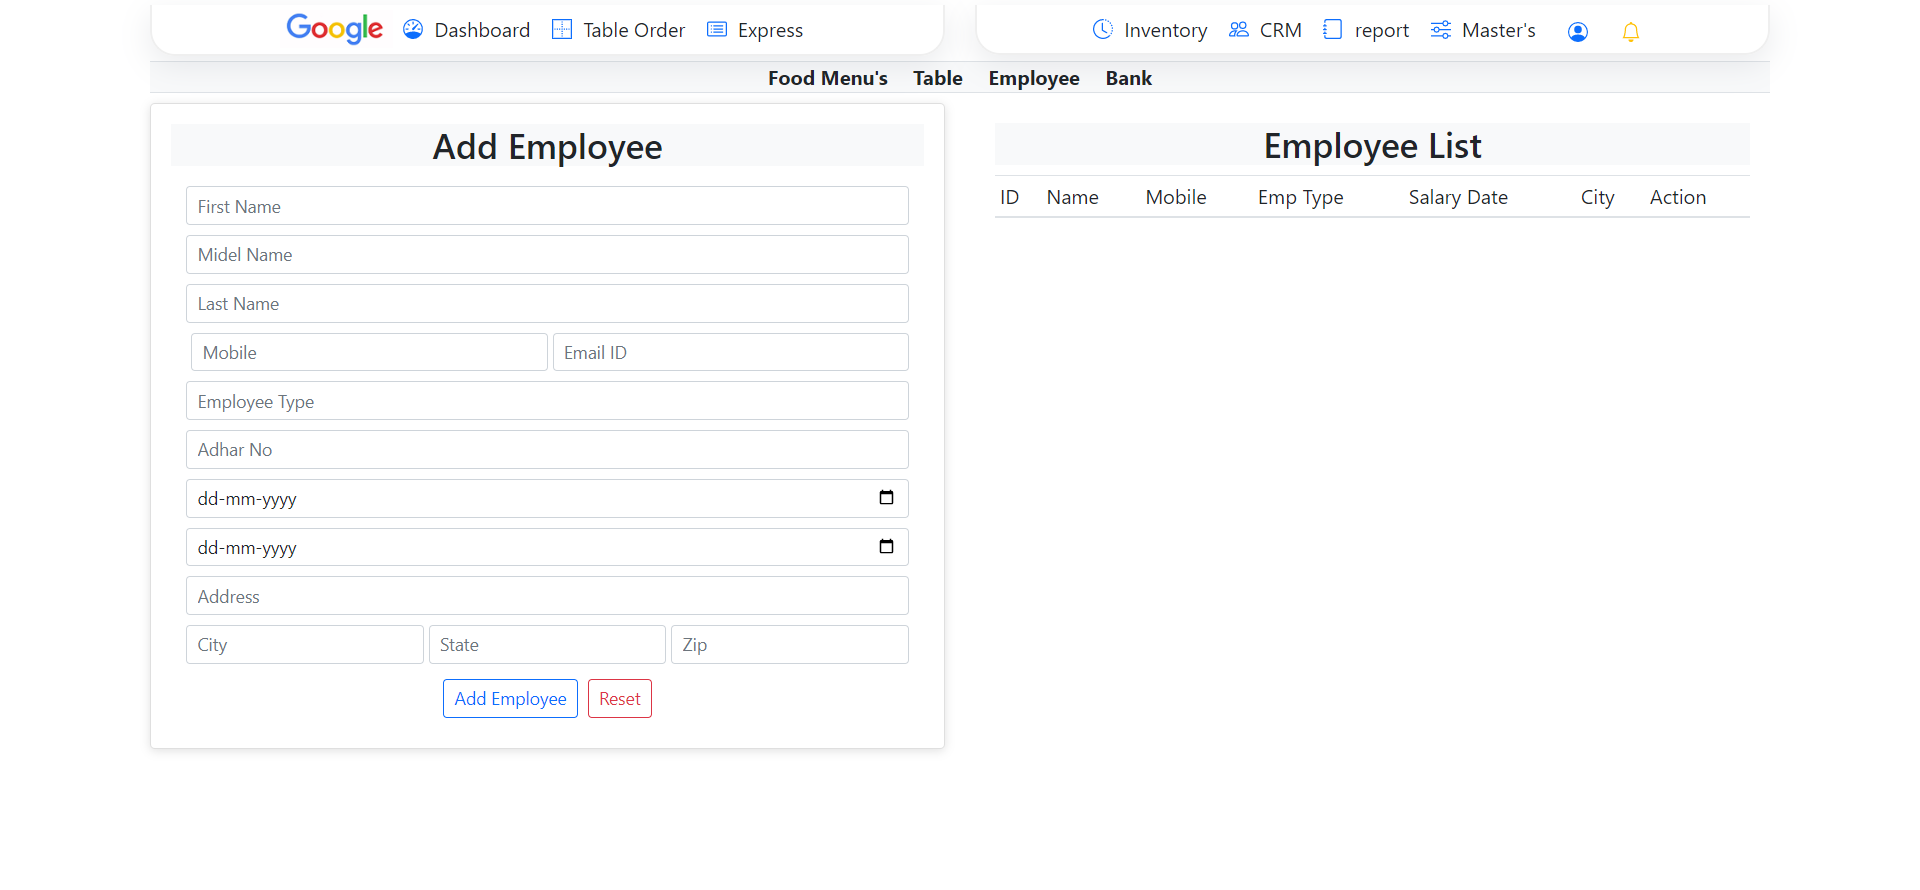 Google Dashboard Table Order Express Inventory CRM report Master's
Food Menu's Table Employee Bank
Add Employee
First Name
Midel Name
Last Name
Mobile Email ID
Employee Type
Adhar No
dd-mm-yyyy
dd-mm-yyyy
Address
City State Zip
Add Employee Reset
Employee List
ID Name Mobile Emp Type Salary Date City Action